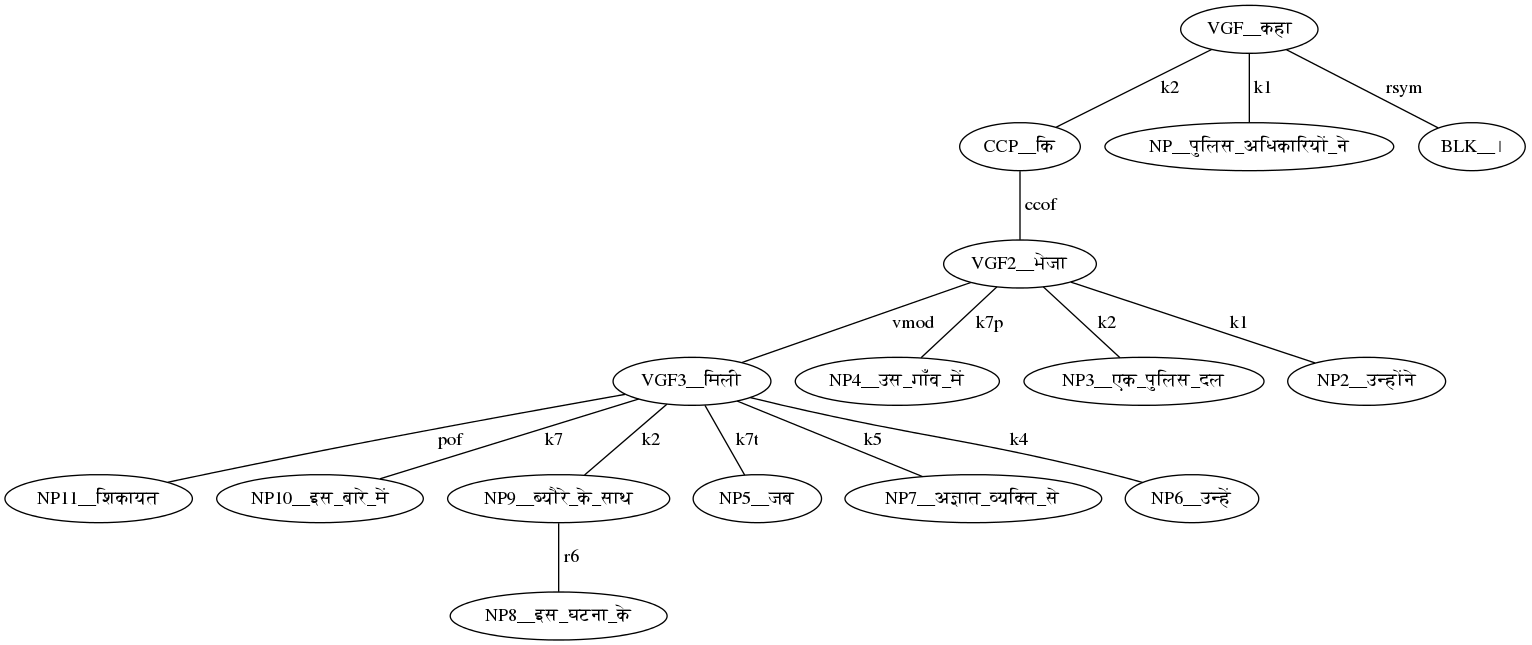 VGF__कहा
k2 k1 rsym
CCP__कि NP__पुलिस_अधिकारियों_ने BLK__।
ccof
VGF2__भेजा
vmod k7p k2 k1
VGF3__मिली NP4__उस_गाँव_में NP3__एक_पुलिस_दल NP2__उन्होंने
pof k7 k2 k7t k5 k4
NP11__शिकायत NP10__इस_बारे_में NP9__ब्यौरे_के_साथ NP5__जब NP7__अज्ञात_व्यक्ति_से NP6__उन्हें
r6
NP8__इस_घटना_के